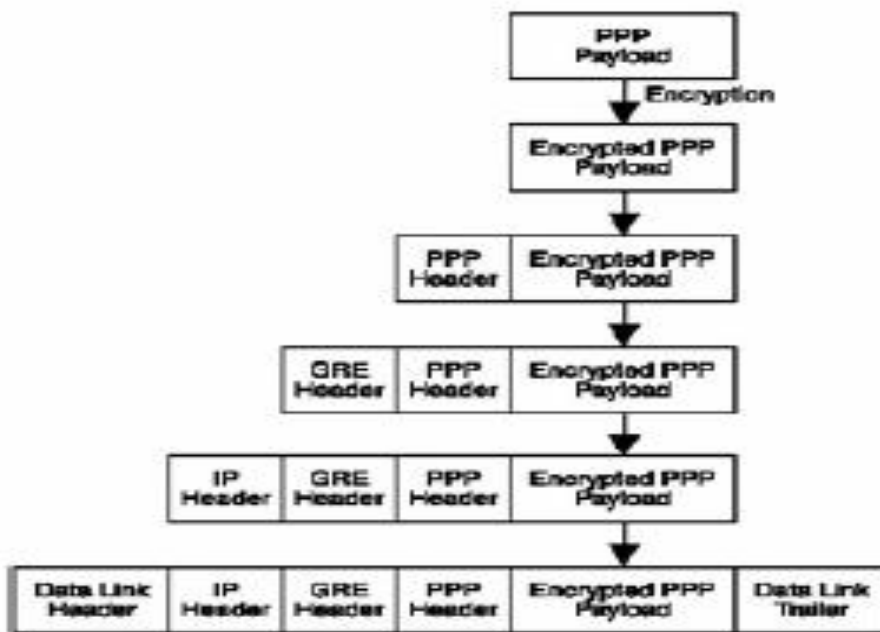 PPP
Payload
Encryption
Encrypted PPP
Payload
PPP
Header
Encrypted PPP
Payload
GRE
Header
PPP
Header
Encrypted PPP
Payload
IP
Header
GRE
Header
PPP
Header
Encrypted PPP
Payload
Data Link
Header
IP
Header
GRE
Header
PPP
Header
Encrypted PPP
Payload
Data Link
Trailer